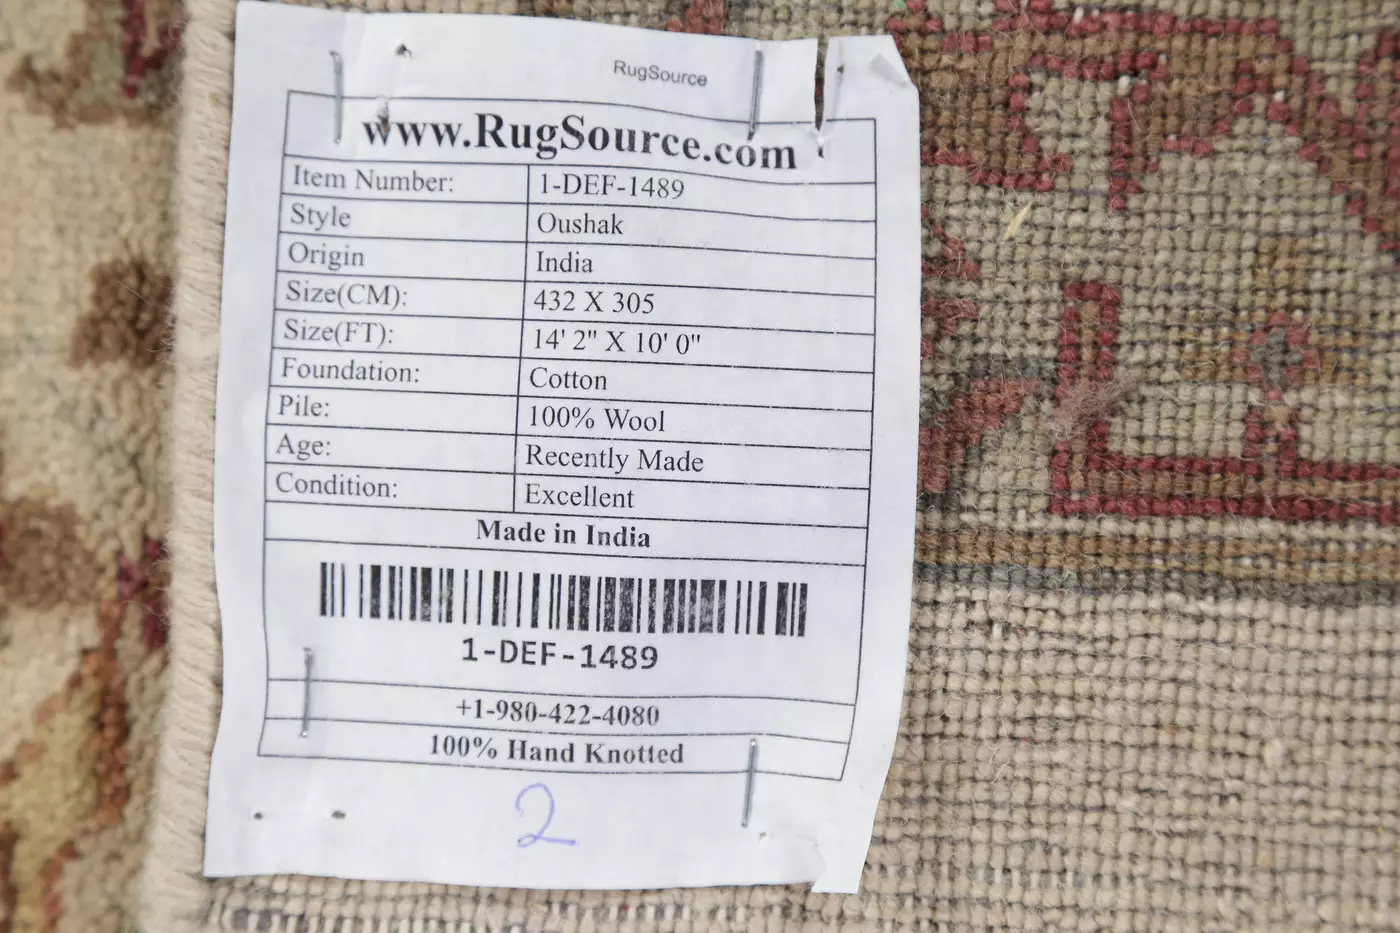 RugSource
www.RugSource.com
Item Number: 1-DEF-1489
Style Oushak
Origin India
Size(CM): 432 X 305
Size(FT): 14' 2" X 10' 0"
Foundation: Cotton
Pile: 100% Wool
Age: Recently Made
Condition: Excellent
Made in India
1-DEF-1489
+1-980-422-4080
100% Hand Knotted
2